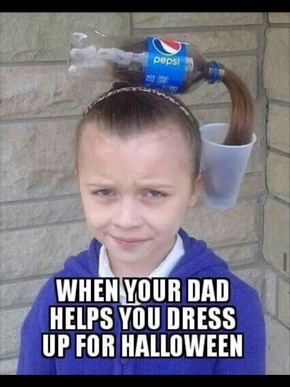 pepsi
WHEN YOUR DAD
HELPS YOU DRESS
UP FOR HALLOWEEN